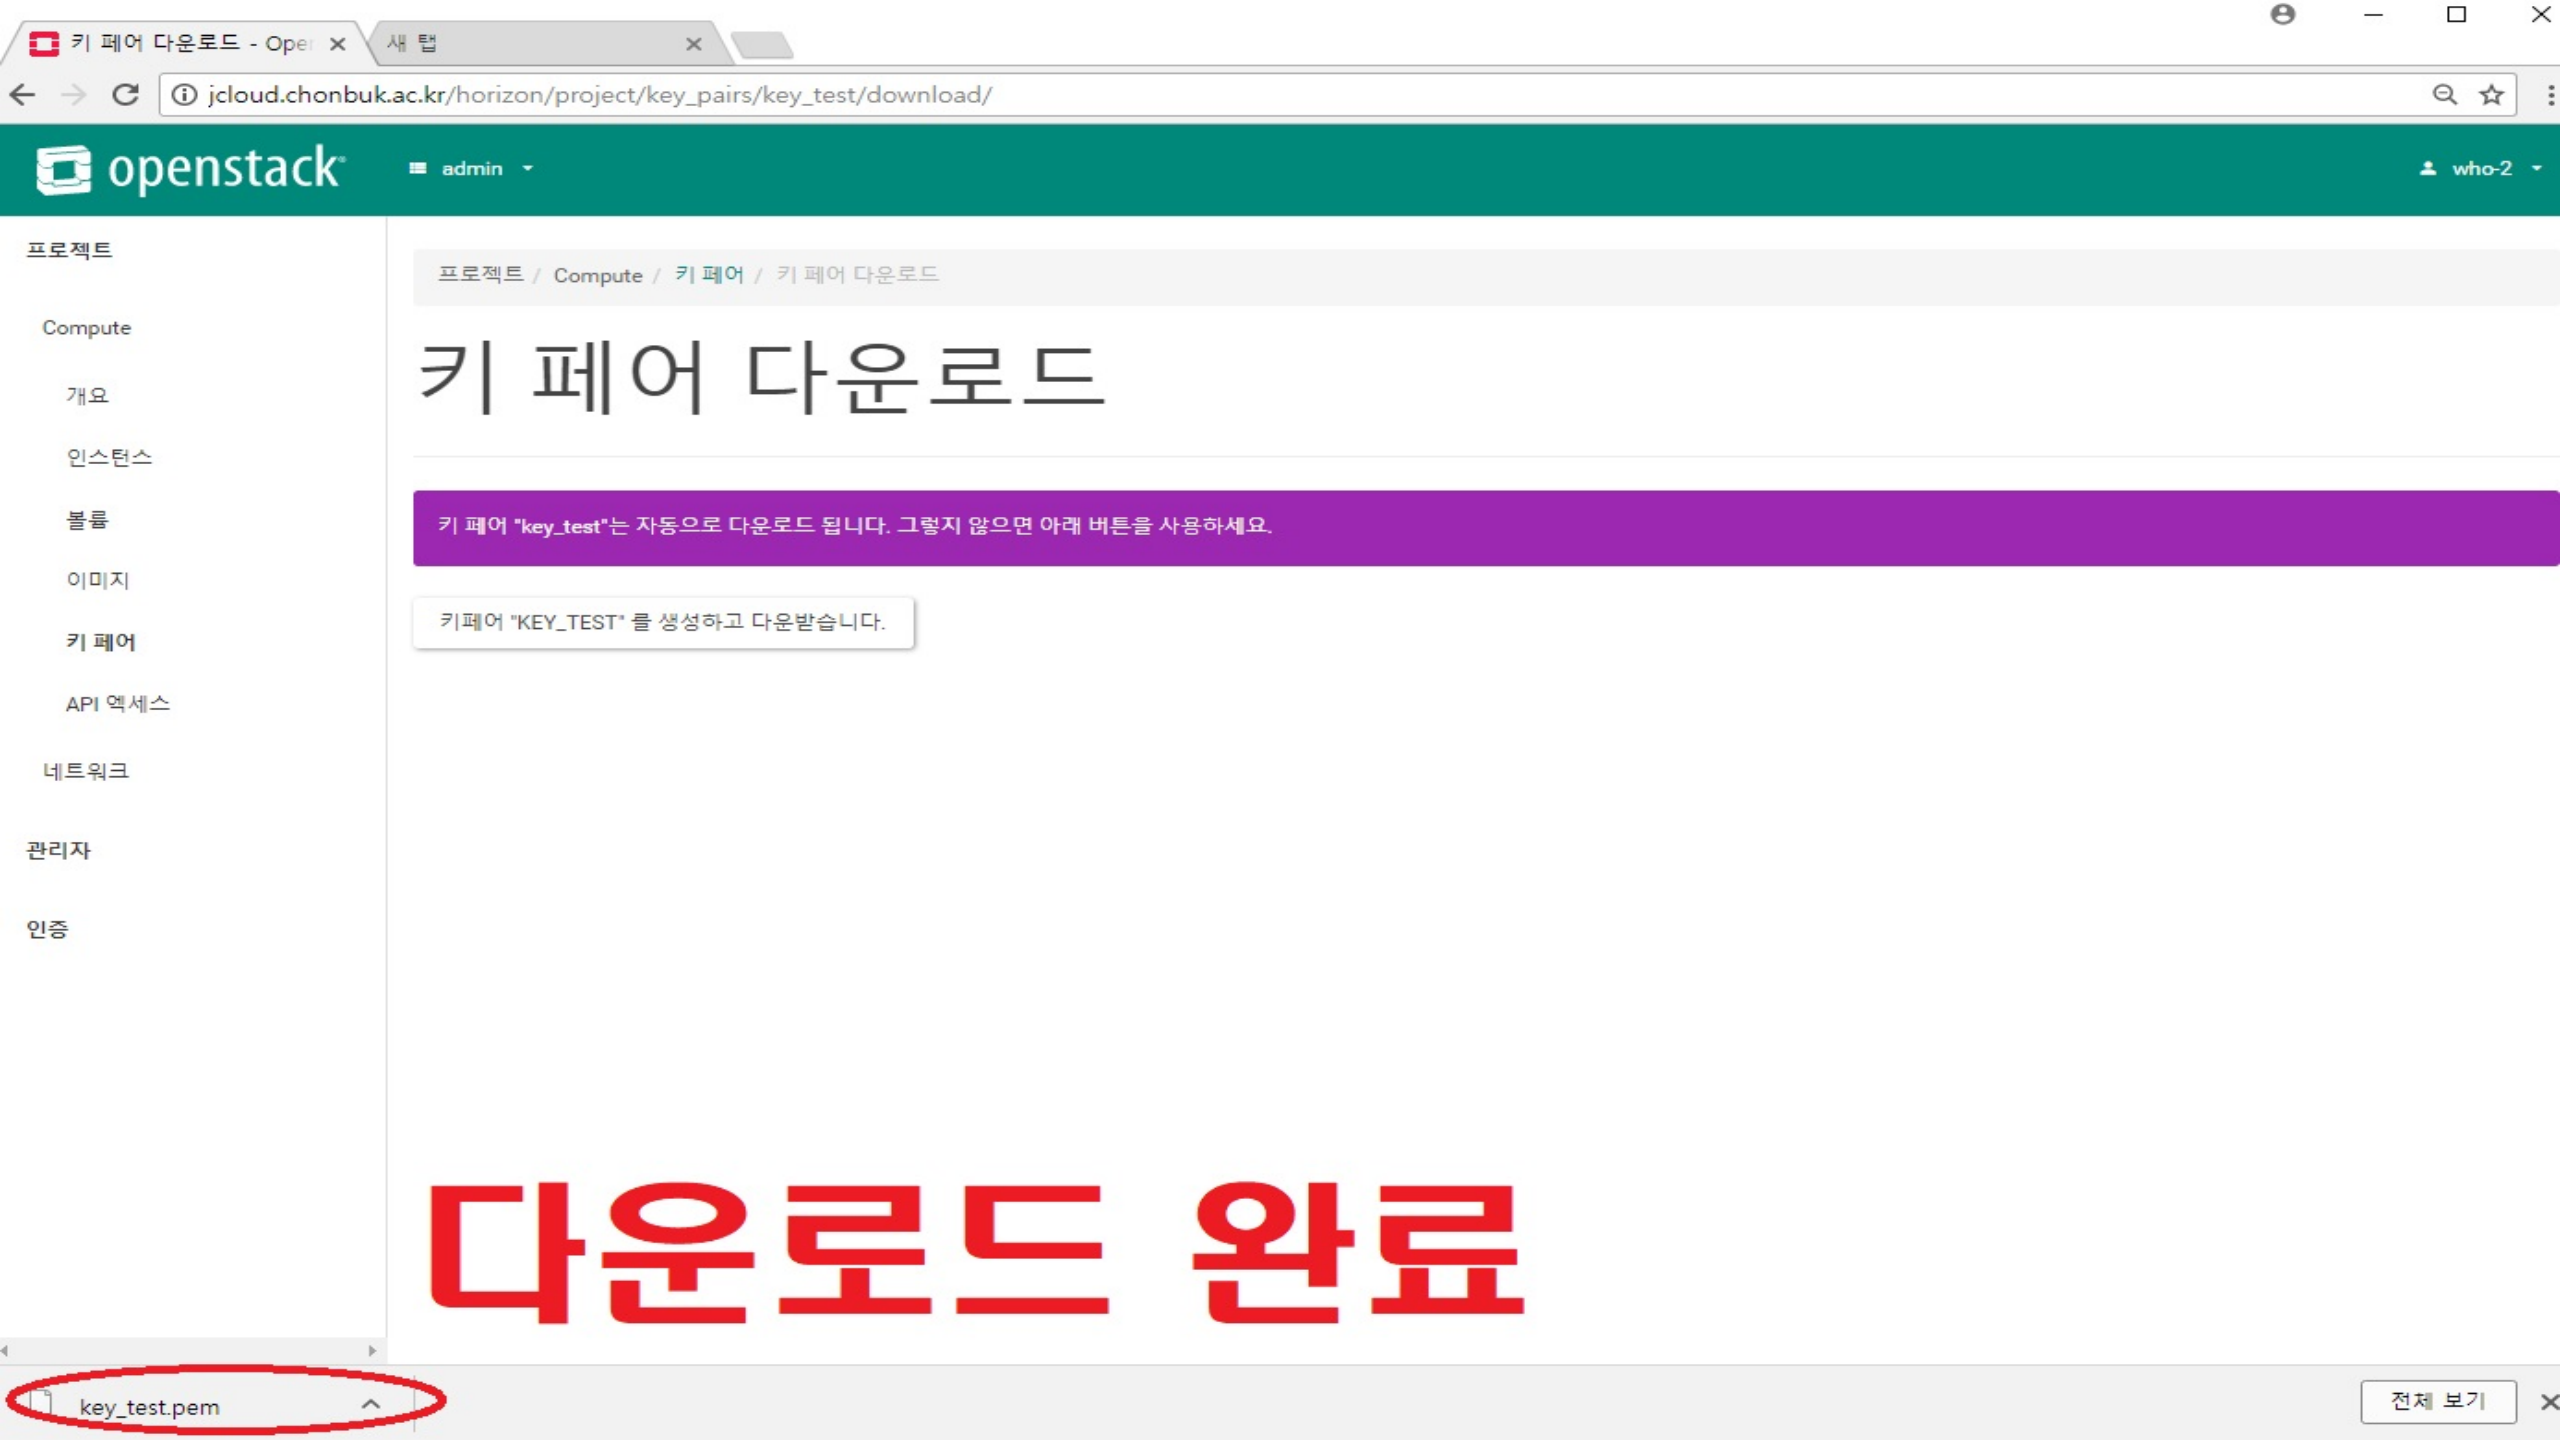 키 페어 다운로드 - Ope
새 탭
jcloud.chonbuk.ac.kr/horizon/project/key_pairs/key_test/download/
openstack
admin
who-2
프로젝트
Compute
개요
인스턴스
볼륨
이미지
키 페어
API 엑세스
네트워크
관리자
인증
프로젝트 / Compute / 키 페어 / 키 페어 다운로드
키 페어 다운로드
키 페어 "key_test"는 자동으로 다운로드 됩니다. 그렇지 않으면 아래 버튼을 사용하세요.
키페어 "KEY_TEST" 를 생성하고 다운받습니다.
다운로드 완료
key_test.pem
전체 보기